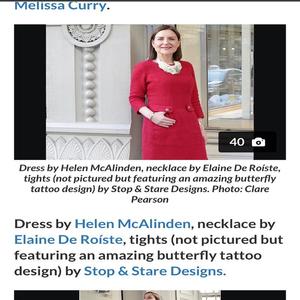 Melissa Curry.
40
Dress by Helen McAlinden, necklace by Elaine De Roíste,
tights (not pictured but featuring an amazing butterfly
tattoo design) by Stop & Stare Designs. Photo: Clare
Pearson
Dress by Helen McAlinden, necklace by
Elaine De Roíste, tights (not pictured but
featuring an amazing butterfly tattoo
design) by Stop & Stare Designs.